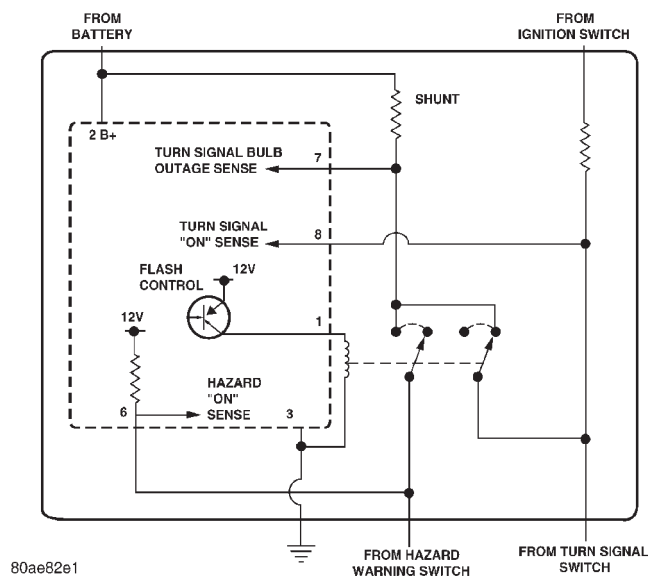 FROM
BATTERY
FROM
IGNITION SWITCH
SHUNT
2 B+
TURN SIGNAL BULB
OUTAGE SENSE
7
TURN SIGNAL
"ON" SENSE
8
FLASH
CONTROL
12V
12V
1
HAZARD
"ON"
SENSE
6
3
FROM HAZARD
WARNING SWITCH
FROM TURN SIGNAL
SWITCH
80ae82e1